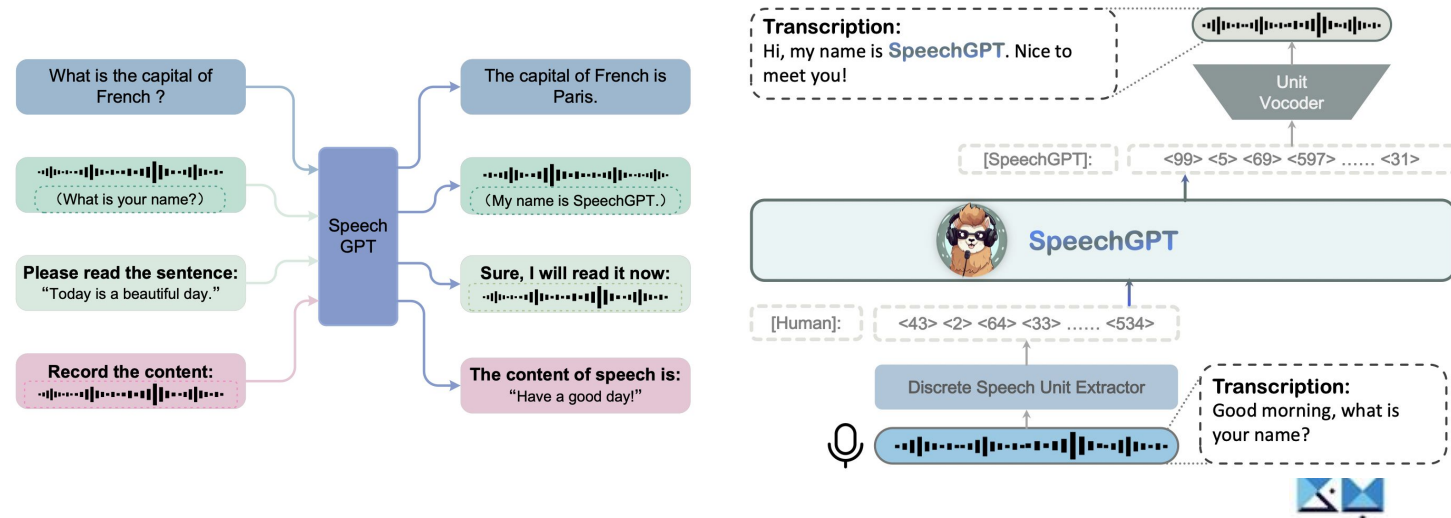 What is the capital of
French ?
(What is your name?)
Please read the sentence:
“Today is a beautiful day.”
Record the content:
Speech
GPT
The capital of French is
Paris.
(My name is SpeechGPT.)
Sure, I will read it now:
The content of speech is:
“Have a good day!”
Transcription:
Hi, my name is SpeechGPT. Nice to
meet you!
Unit
Vocoder
[SpeechGPT]: <99> <5> <69> <597> ...... <31>
SpeechGPT
[Human]: <43> <2> <64> <33> ...... <534>
Discrete Speech Unit Extractor
Transcription:
Good morning, what is
your name?